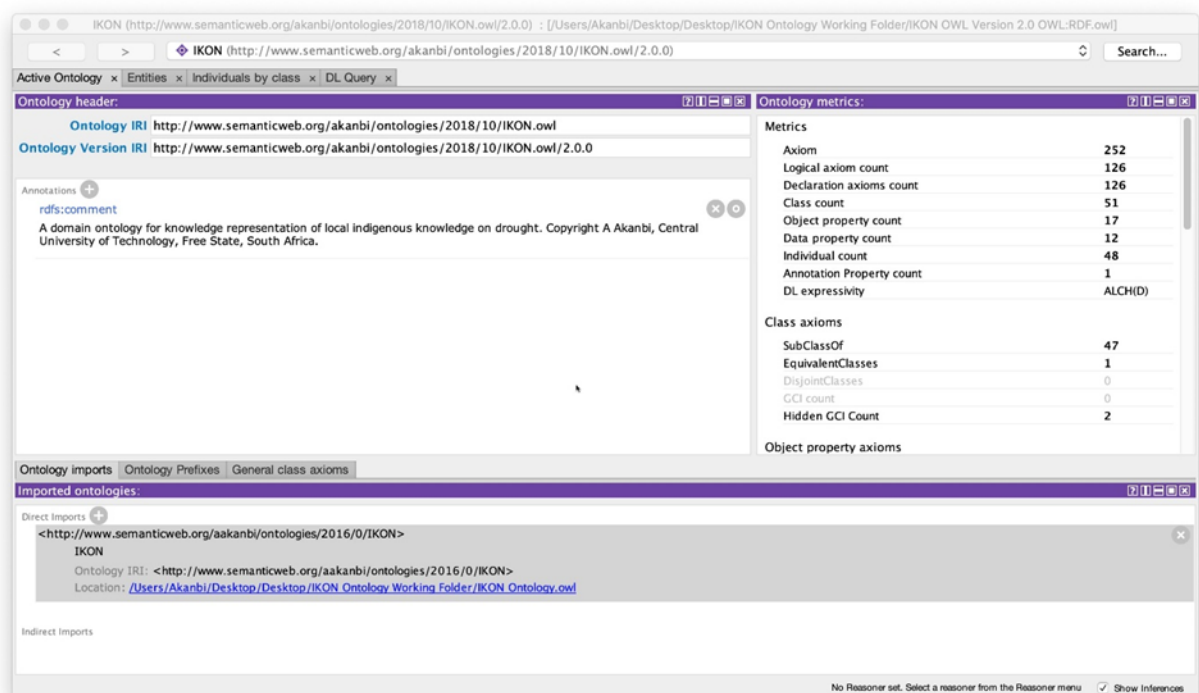 IKON (http://www.semanticweb.org/akanbi/ontologies/2018/10/IKON.owl/2.0.0) : [/Users/Akanbi/Desktop/Desktop/IKON Ontology Working Folder/IKON OWL Version 2.0 OWL:RDF.owl]
< > IKON (http://www.semanticweb.org/akanbi/ontologies/2018/10/IKON.owl/2.0.0) Search...
Active Ontology × Entities × Individuals by class × DL Query ×
Ontology header:
Ontology IRI http://www.semanticweb.org/akanbi/ontologies/2018/10/IKON.owl
Ontology Version IRI http://www.semanticweb.org/akanbi/ontologies/2018/10/IKON.owl/2.0.0
Annotations
rdfs:comment
A domain ontology for knowledge representation of local indigenous knowledge on drought. Copyright A Akanbi, Central
University of Technology, Free State, South Africa.
Ontology metrics:
Metrics
Axiom 252
Logical axiom count 126
Declaration axioms count 126
Class count 51
Object property count 17
Data property count 12
Individual count 48
Annotation Property count 1
DL expressivity ALCH(D)
Class axioms
SubClassOf 47
EquivalentClasses 1
DisjointClasses 0
GCI count 0
Hidden GCI Count 2
Object property axioms
Ontology imports Ontology Prefixes General class axioms
Imported ontologies:
Direct Imports
<http://www.semanticweb.org/aakanbi/ontologies/2016/0/IKON>
IKON
Ontology IRI: <http://www.semanticweb.org/aakanbi/ontologies/2016/0/IKON>
Location: /Users/Akanbi/Desktop/Desktop/IKON Ontology Working Folder/IKON Ontology.owl
Indirect Imports
No Reasoner set. Select a reasoner from the Reasoner menu Show Inferences